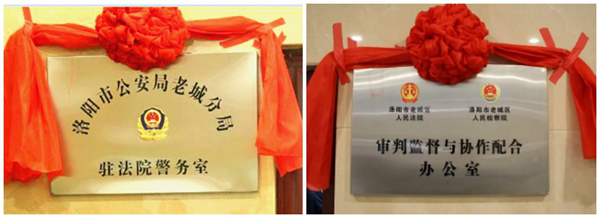 洛阳市公安局老城分局
驻法院警务室
洛阳市老城区
人民法院
洛阳市老城区
人民检察院
审判监督与协作配合
办公室